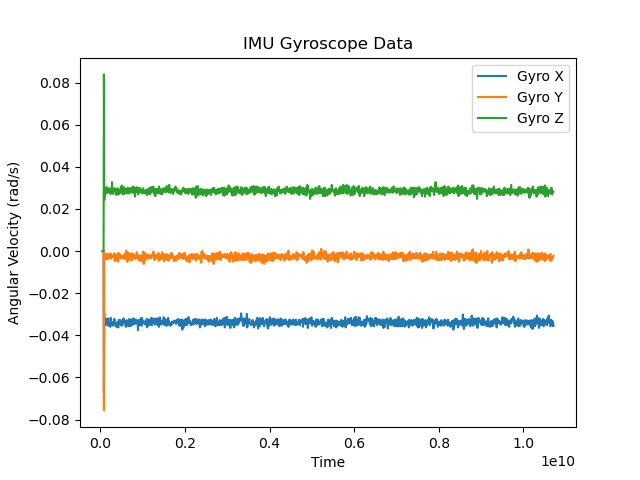 IMU Gyroscope Data
Gyro X
Gyro Y
Gyro Z
Angular Velocity (rad/s)
0.08
0.06
0.04
0.02
0.00
−0.02
−0.04
−0.06
−0.08
0.0 0.2 0.4 0.6 0.8 1.0
1e10
Time